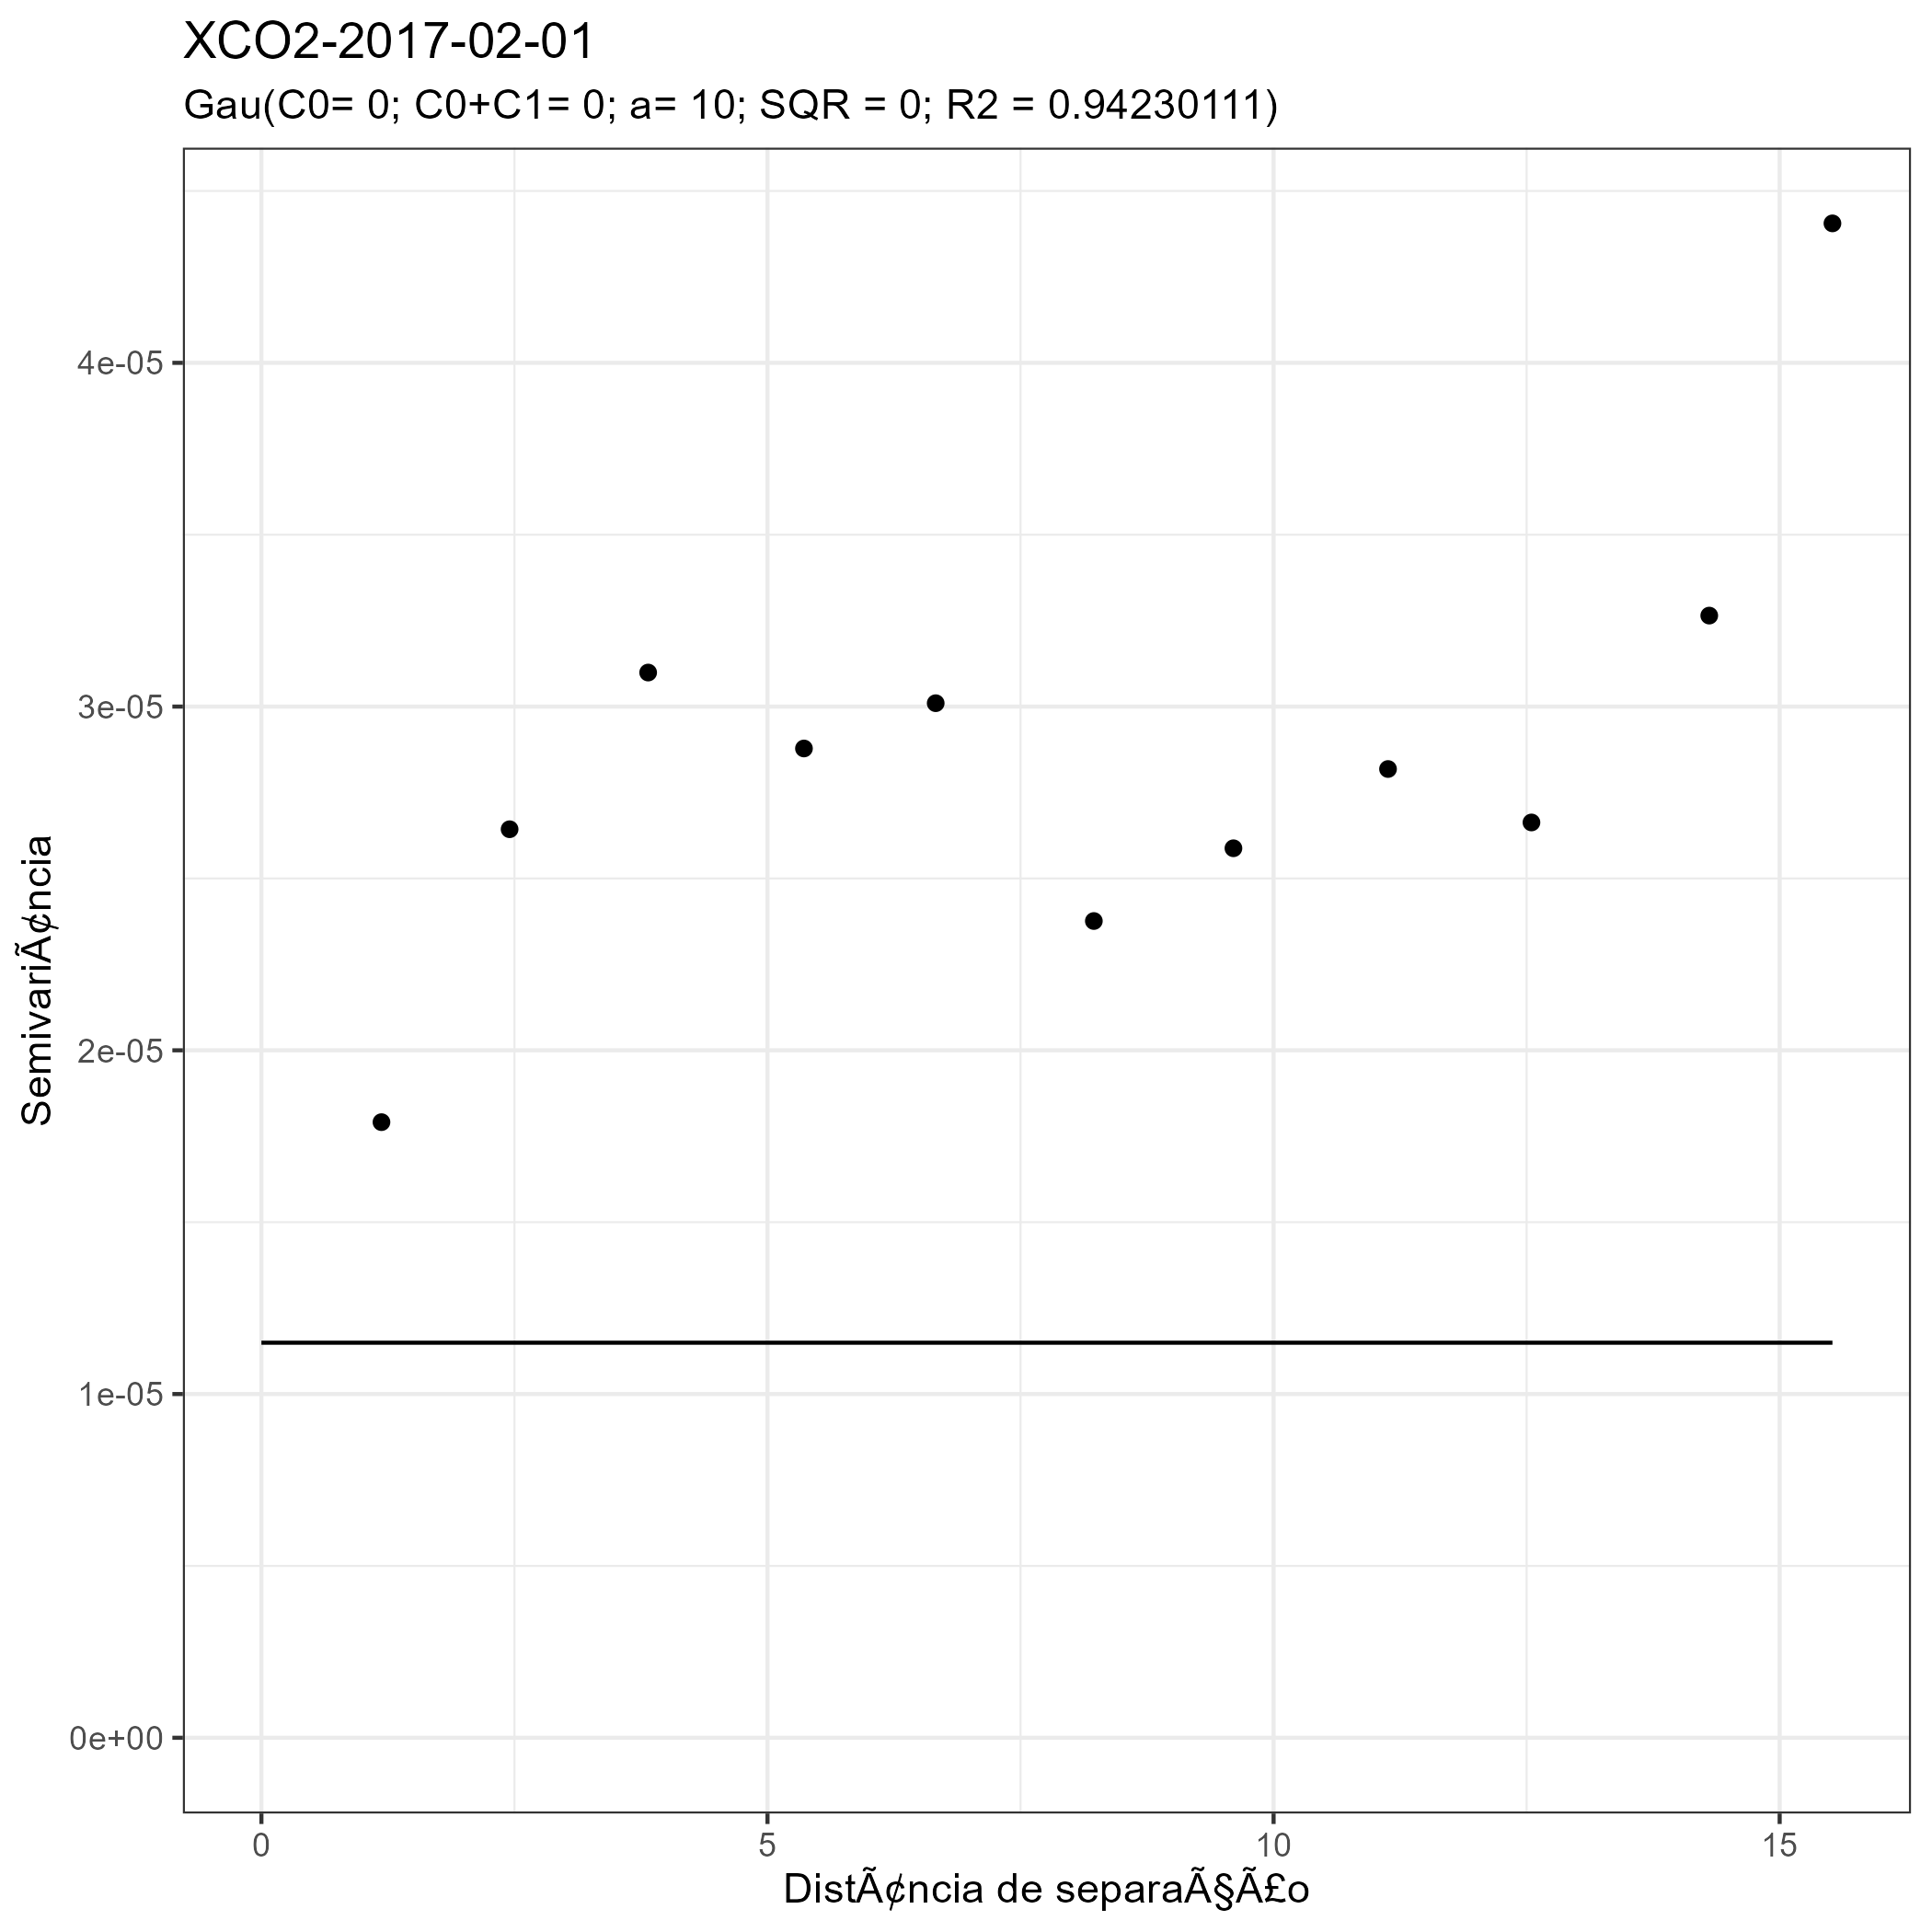 XCO2-2017-02-01
Gau(C0= 0; C0+C1= 0; a= 10; SQR = 0; R2 = 0.94230111)
SemivariÃ¢ncia
4e-05
3e-05
2e-05
1e-05
0e+00
0
5
10
15
DistÃ¢ncia de separaÃ§Ã£o